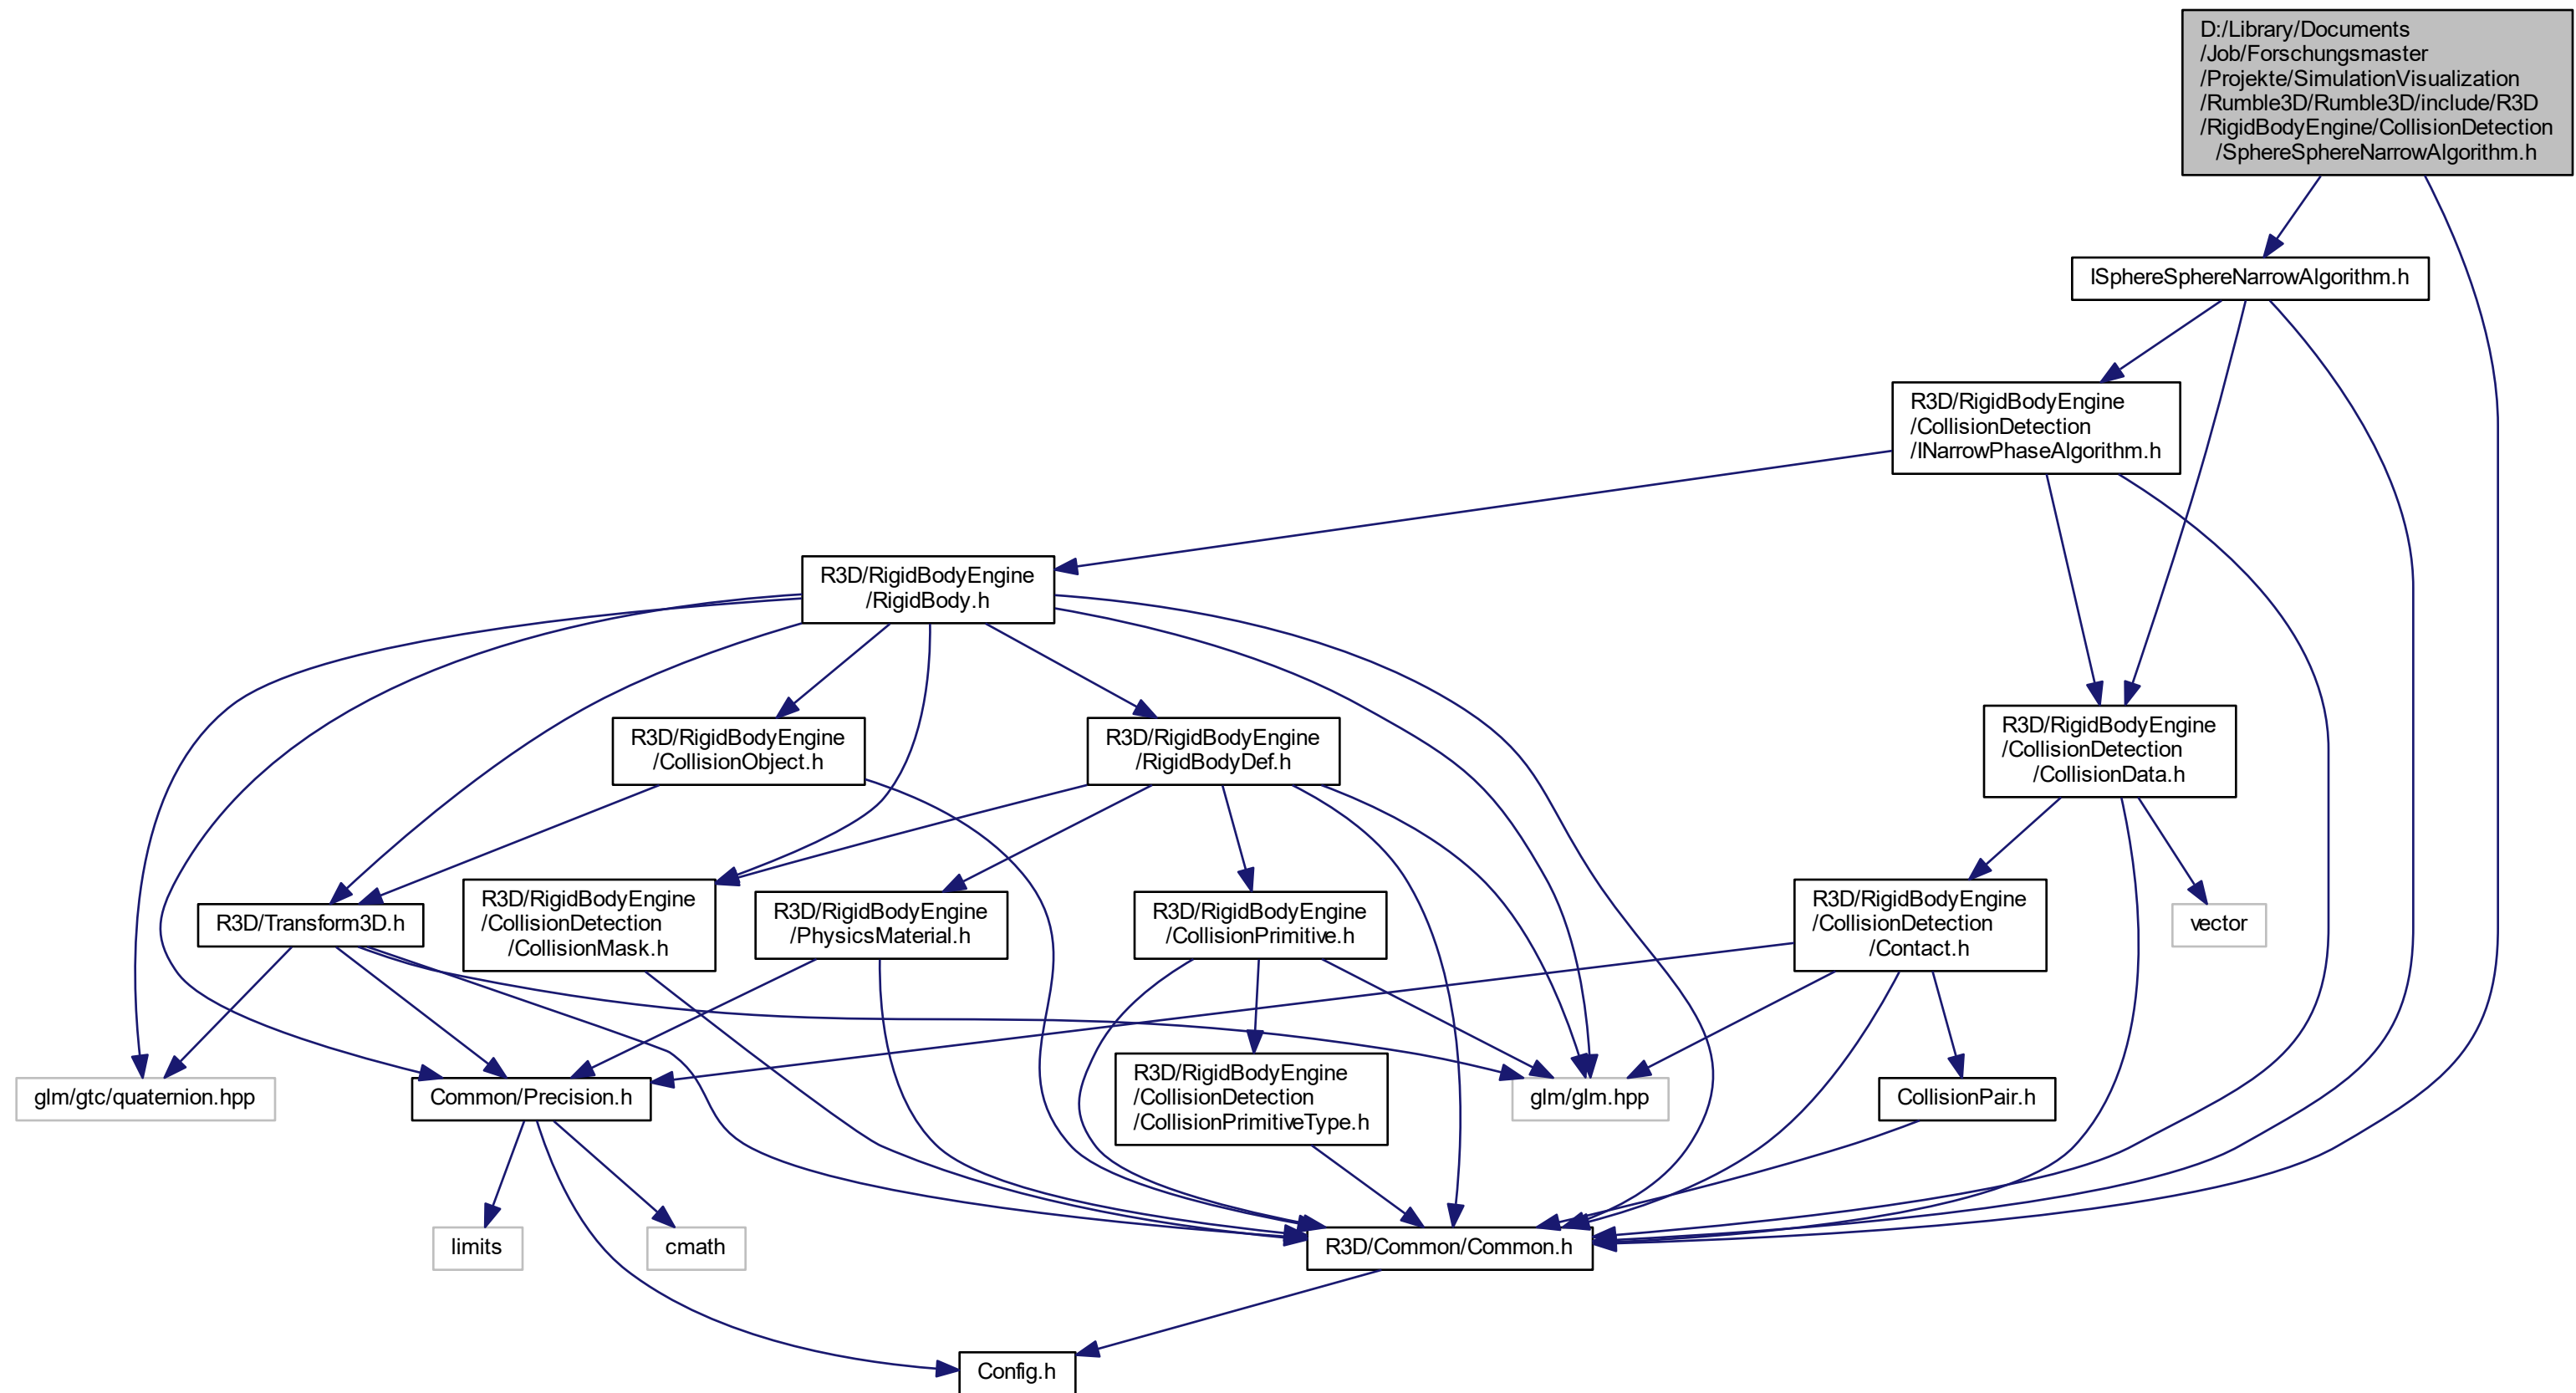 D:/Library/Documents
/Job/Forschungsmaster
/Projekte/SimulationVisualization
/Rumble3D/Rumble3D/include/R3D
/RigidBodyEngine/CollisionDetection
/SphereSphereNarrowAlgorithm.h
ISphereSphereNarrowAlgorithm.h
R3D/RigidBodyEngine
/CollisionDetection
/INarrowPhaseAlgorithm.h
R3D/RigidBodyEngine
/RigidBody.h
R3D/RigidBodyEngine
/CollisionObject.h
R3D/RigidBodyEngine
/RigidBodyDef.h
R3D/RigidBodyEngine
/CollisionDetection
/CollisionData.h
R3D/Transform3D.h
R3D/RigidBodyEngine
/CollisionDetection
/CollisionMask.h
R3D/RigidBodyEngine
/PhysicsMaterial.h
R3D/RigidBodyEngine
/CollisionPrimitive.h
R3D/RigidBodyEngine
/CollisionDetection
/Contact.h
vector
glm/gtc/quaternion.hpp
Common/Precision.h
R3D/RigidBodyEngine
/CollisionDetection
/CollisionPrimitiveType.h
glm/glm.hpp
CollisionPair.h
limits
cmath
R3D/Common/Common.h
Config.h